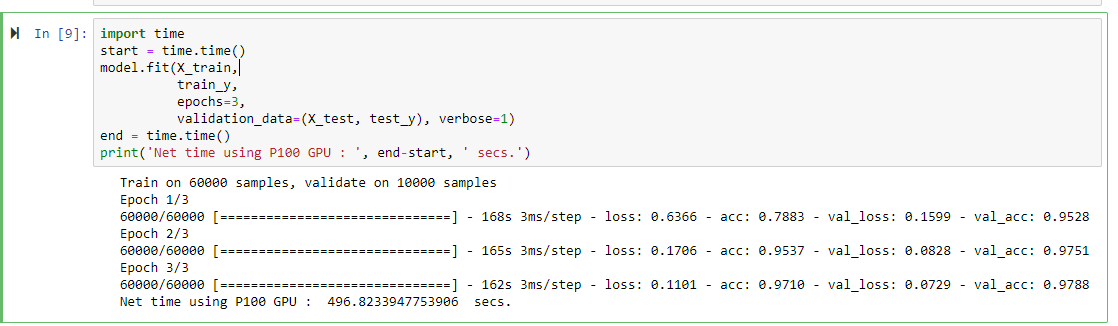 In [9]:
import time
start = time.time()
model.fit(X_train,
          train_y,
          epochs=3,
          validation_data=(X_test, test_y), verbose=1)
end = time.time()
print('Net time using P100 GPU : ', end-start, ' secs.')
Train on 60000 samples, validate on 10000 samples
Epoch 1/3
60000/60000 [==============================] - 168s 3ms/step - loss: 0.6366 - acc: 0.7883 - val_loss: 0.1599 - val_acc: 0.9528
Epoch 2/3
60000/60000 [==============================] - 165s 3ms/step - loss: 0.1706 - acc: 0.9537 - val_loss: 0.0828 - val_acc: 0.9751
Epoch 3/3
60000/60000 [==============================] - 162s 3ms/step - loss: 0.1101 - acc: 0.9710 - val_loss: 0.0729 - val_acc: 0.9788
Net time using P100 GPU :  496.8233947753906  secs.